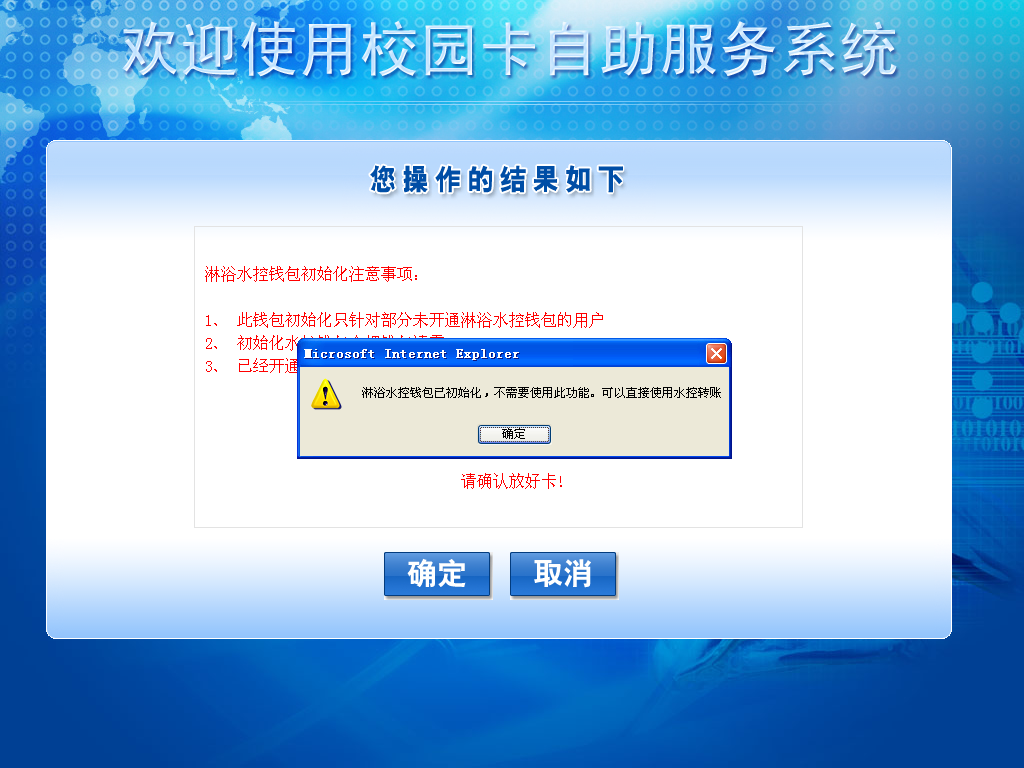 欢迎使用校园卡自助服务系统
您操作的结果如下
淋浴水控钱包初始化注意事项：
1、 此钱包初始化只针对部分未开通淋浴水控钱包的用户
2、 初始化水
3、 已经开通
Microsoft Internet Explorer
淋浴水控钱包已初始化，不需要使用此功能。可以直接使用水控转账
确定
请确认放好卡！
确定 取消